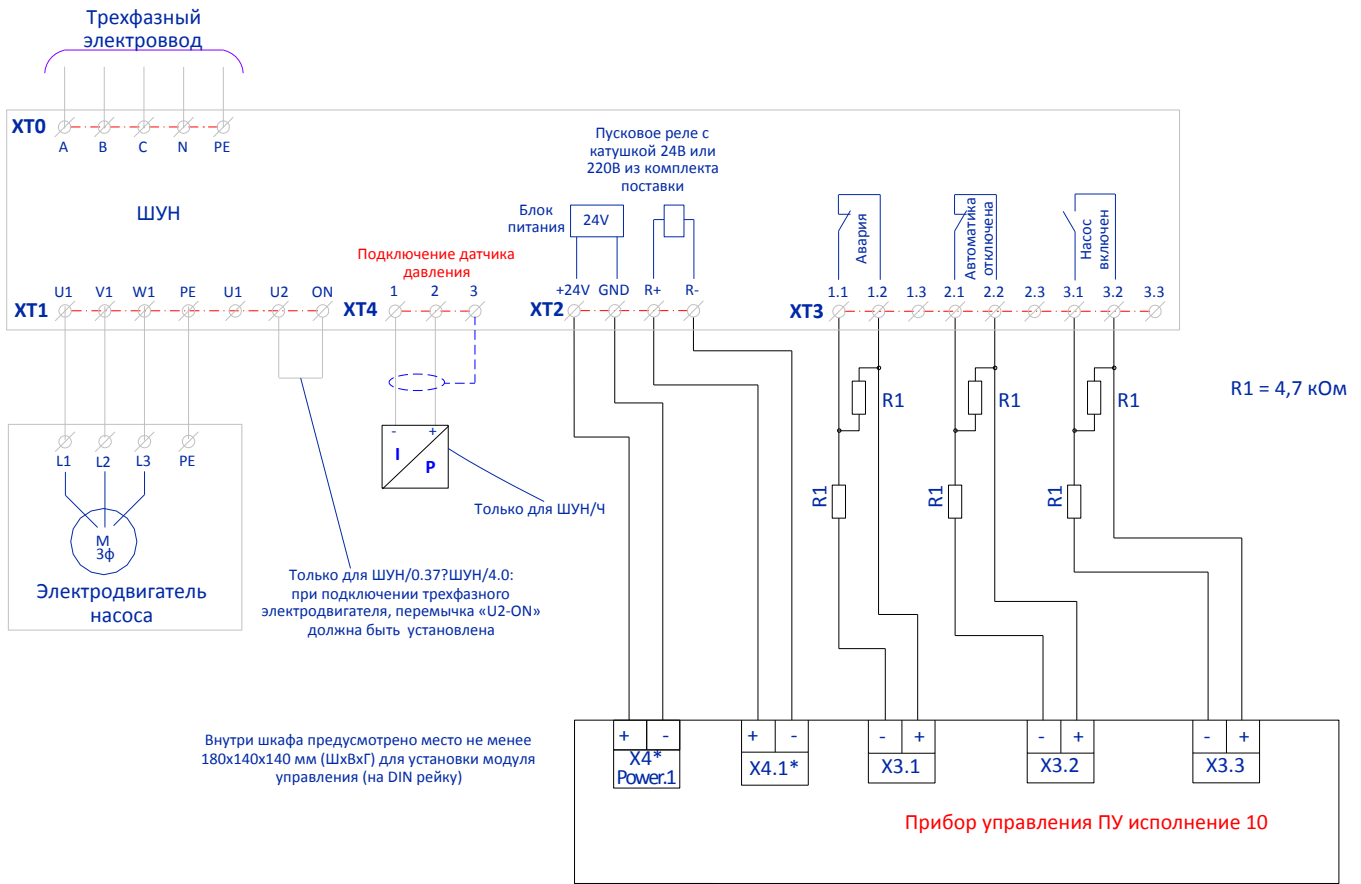 Трехфазный
электроввод
XT0
A B C N PE
ШУН
Пусковое реле с
катушкой 24В или
220В из комплекта
поставки
Блок
питания
24V
Авария
Автоматика
отключена
Насос
включен
Подключение датчика
давления
XT1
U1 V1 W1 PE U1 U2 ON
XT4
1 2 3
XT2
+24V GND R+ R-
XT3
1.1 1.2 1.3 2.1 2.2 2.3 3.1 3.2 3.3
R1 R1 R1
R1 = 4,7 кОм
R1 R1 R1
- +
I
P
Только для ШУН/Ч
L1 L2 L3 PE
М
3ф
Электродвигатель
насоса
Только для ШУН/0.37?ШУН/4.0:
при подключении трехфазного
электродвигателя, перемычка «U2-ON»
должна быть установлена
Внутри шкафа предусмотрено место не менее
180х140х140 мм (ШхВхГ) для установки модуля
управления (на DIN рейку)
+ -
X4*
Power.1
+ -
X4.1*
- +
X3.1
- +
X3.2
- +
X3.3
Прибор управления ПУ исполнение 10